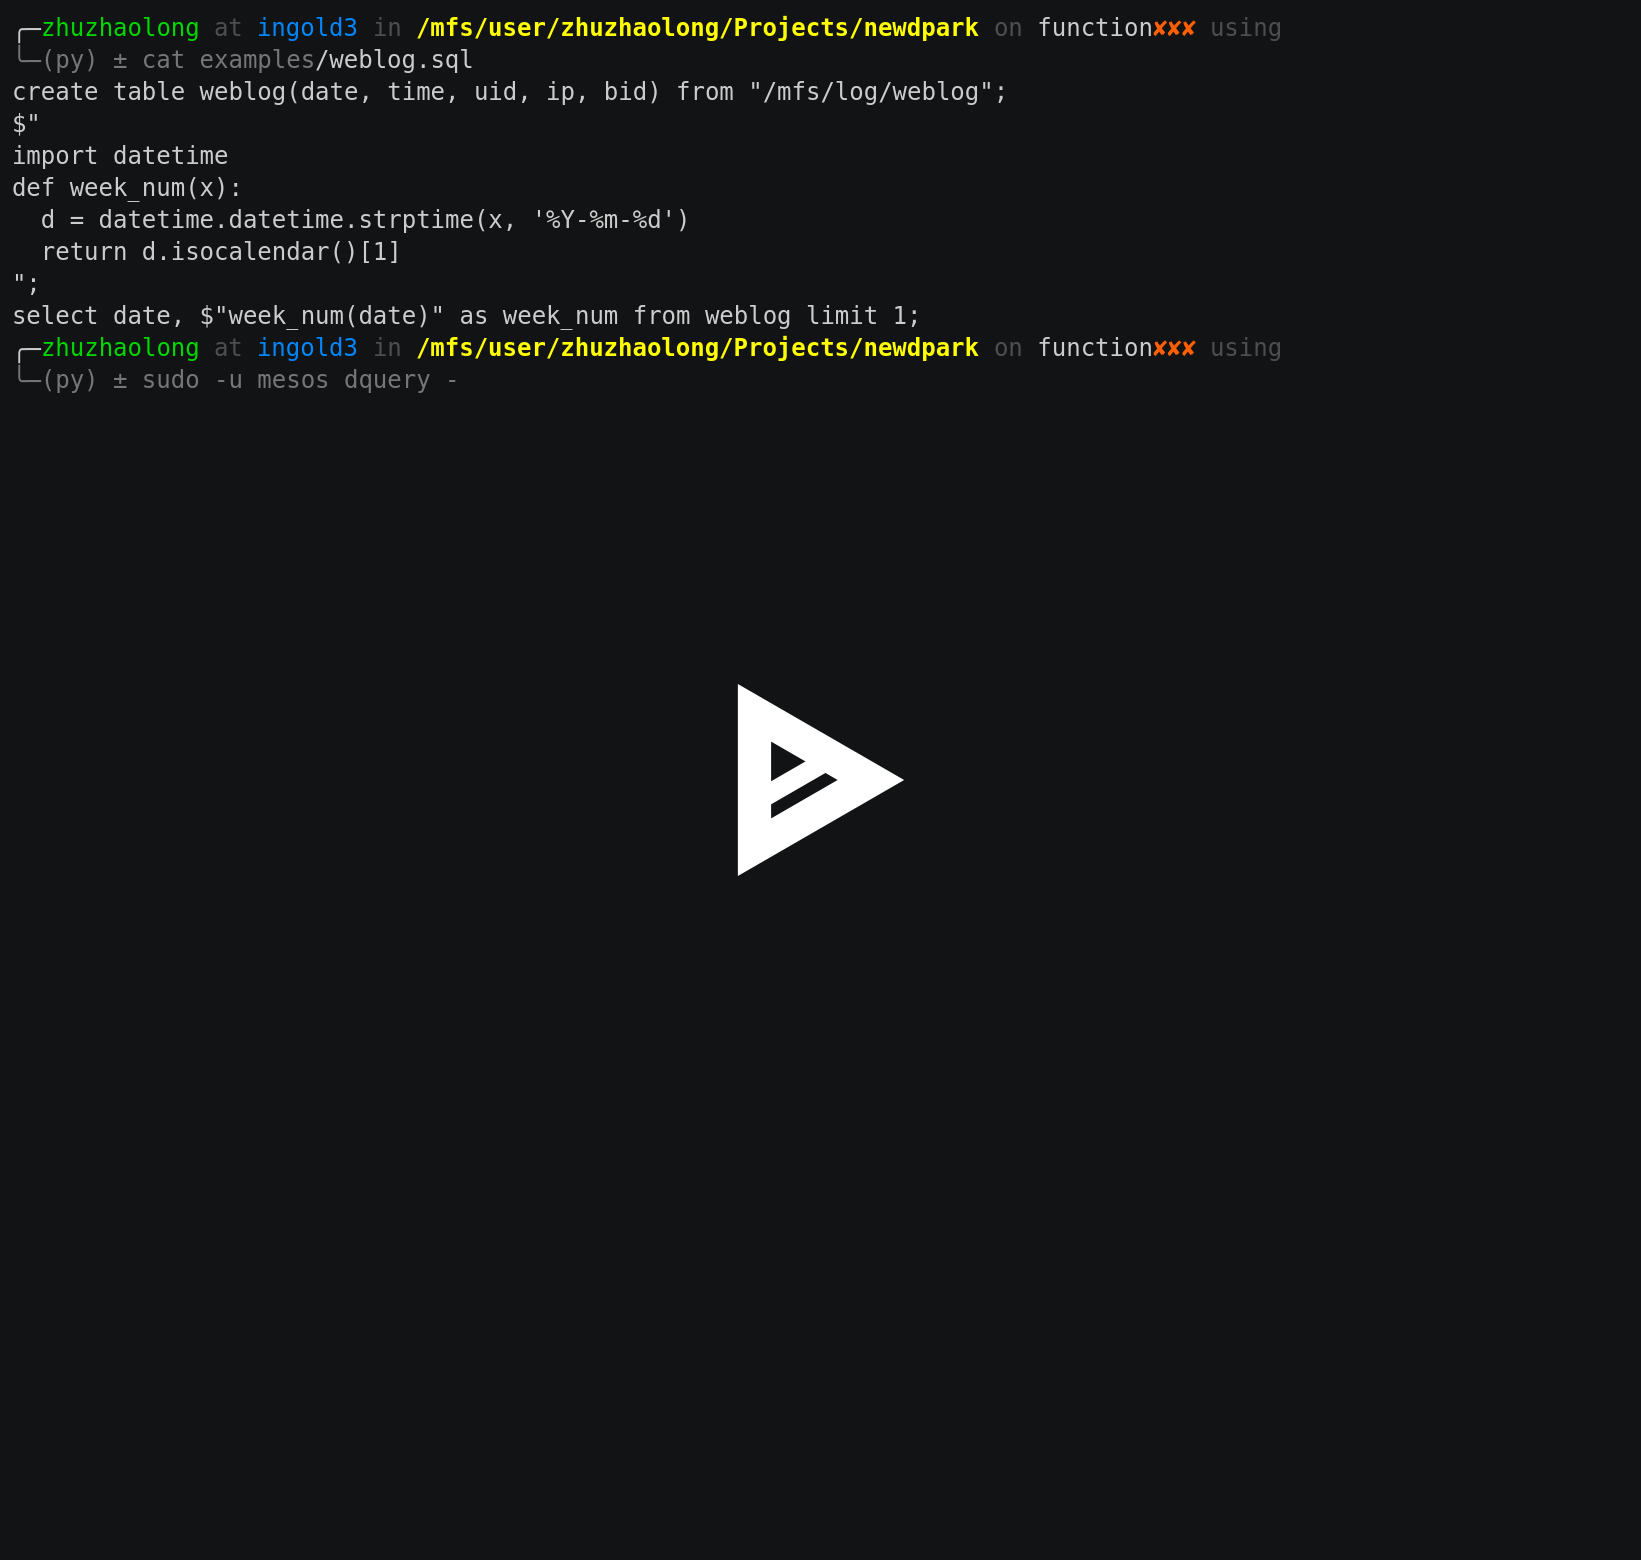 ╭─zhuzhaolong at ingold3 in /mfs/user/zhuzhaolong/Projects/newdpark on function✘✘✘ using
╰─(py) ± cat examples/weblog.sql
create table weblog(date, time, uid, ip, bid) from "/mfs/log/weblog";
$"
import datetime
def week_num(x):
  d = datetime.datetime.strptime(x, '%Y-%m-%d')
  return d.isocalendar()[1]
";
select date, $"week_num(date)" as week_num from weblog limit 1;
╭─zhuzhaolong at ingold3 in /mfs/user/zhuzhaolong/Projects/newdpark on function✘✘✘ using
╰─(py) ± sudo -u mesos dquery -